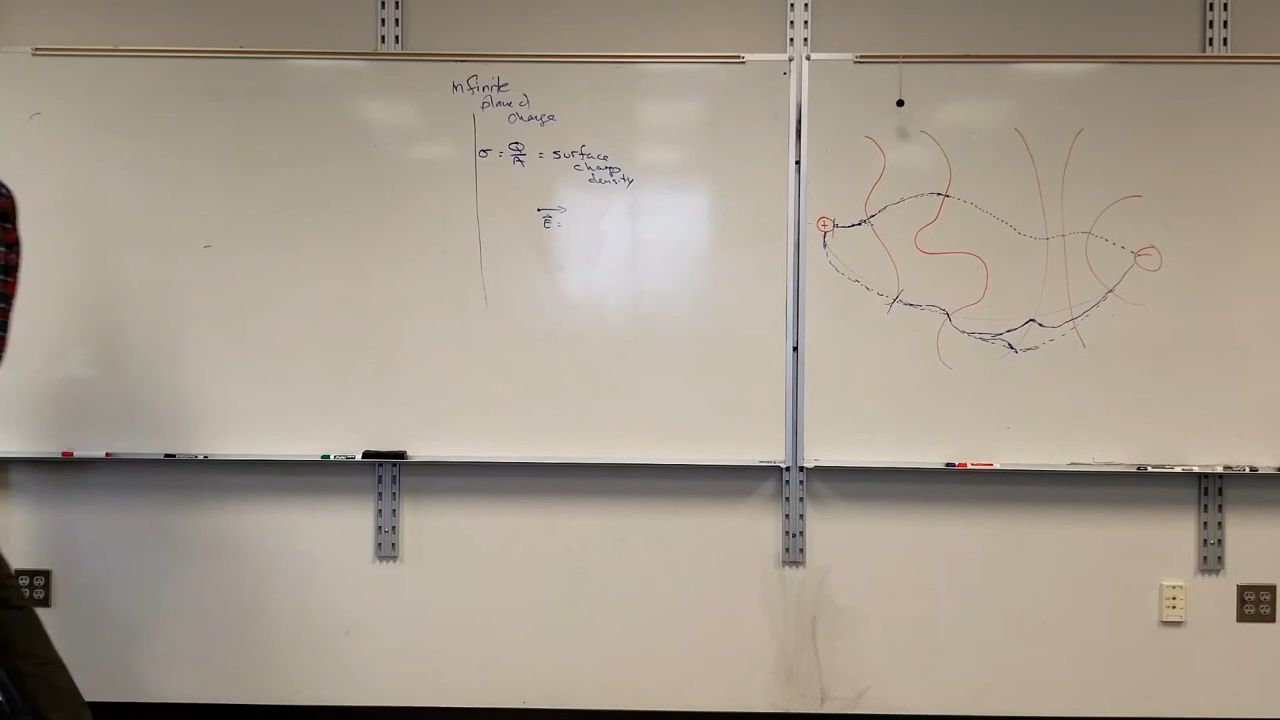 Infinite
plane of
charge
σ = Q/A = surface
charge
density
E⃗ =
+
−